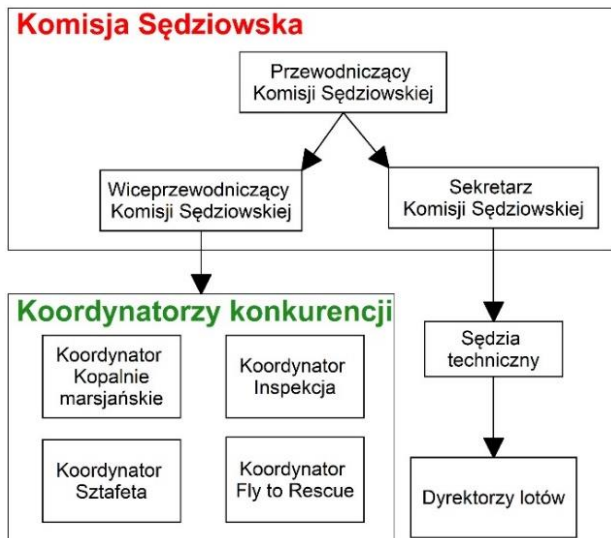 Komisja Sędziowska
Przewodniczący
Komisji Sędziowskiej
Wiceprzewodniczący
Komisji Sędziowskiej
Sekretarz
Komisji Sędziowskiej
Koordynatorzy konkurencji
Koordynator
Kopalnie
marsjańskie
Koordynator
Inspekcja
Koordynator
Sztafeta
Koordynator
Fly to Rescue
Sędzia
techniczny
Dyrektorzy lotów